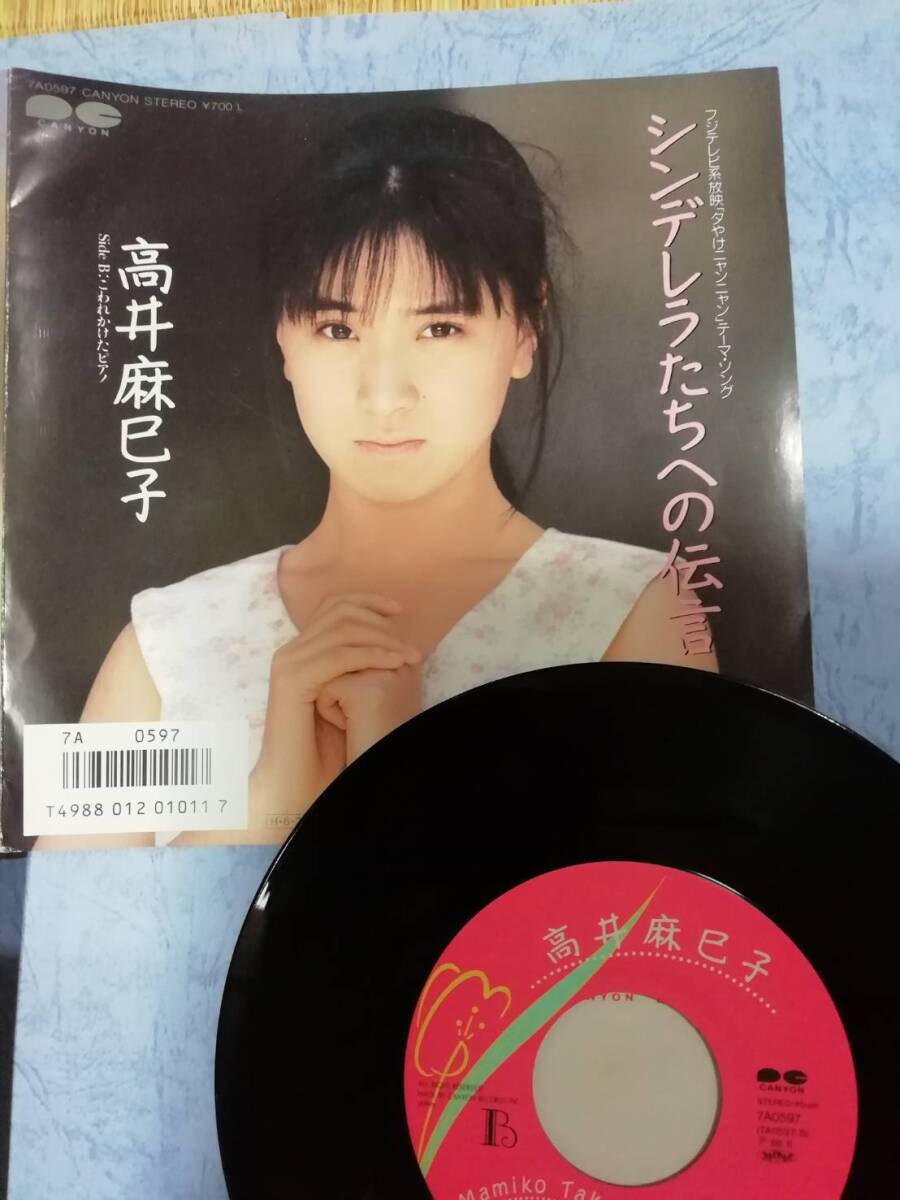 7A0597 CANYON STEREO ¥700 L
CANYON
フジテレビ系放映「夕やけニャンニャン」テーマ・ソング
シンデレラたちへの伝言
高井麻巳子
Side B:こわれかけたピアノ
7A 0597
T4988 012 01011 7
高井麻巳子
CANYON
STEREO
7A0597
(7A0597-B)
B
Mamiko Tak